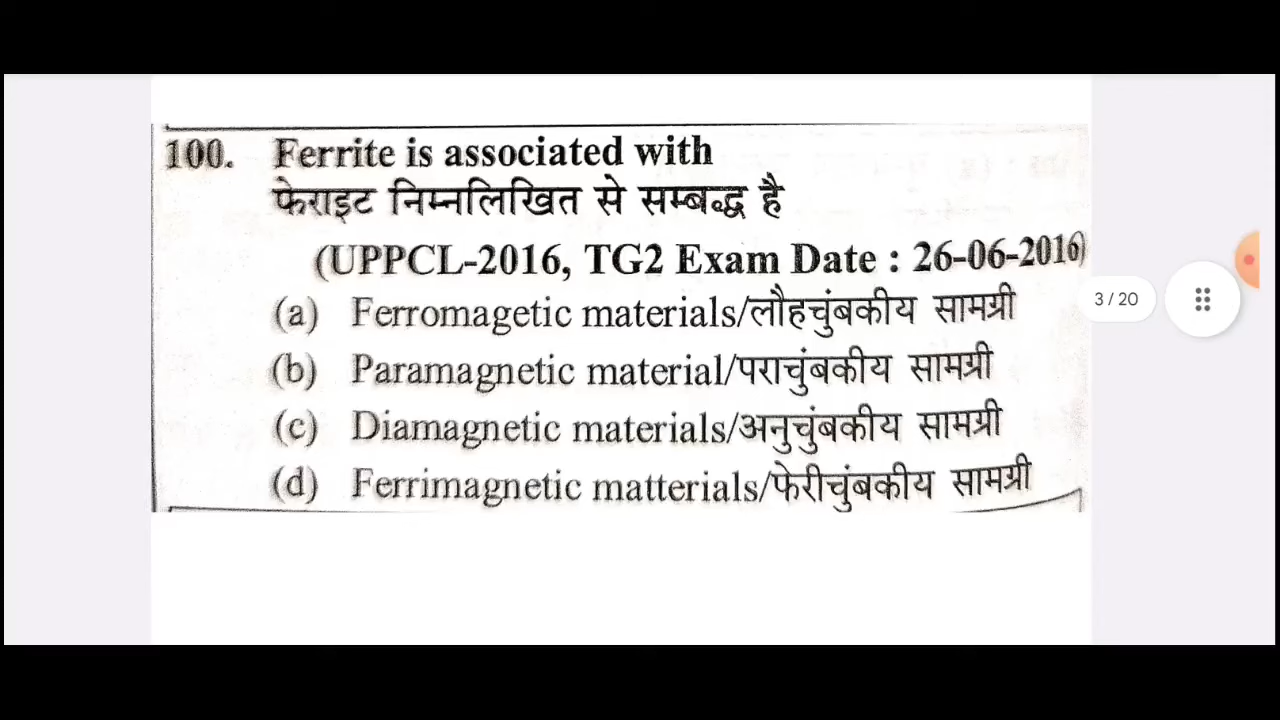 100. Ferrite is associated with
फेराइट निम्नलिखित से सम्बद्ध है
(UPPCL-2016, TG2 Exam Date : 26-06-2016)
(a) Ferromagetic materials/लौहचुंबकीय सामग्री
(b) Paramagnetic material/पराचुंबकीय सामग्री
(c) Diamagnetic materials/अनुचुंबकीय सामग्री
(d) Ferrimagnetic matterials/फेरीचुंबकीय सामग्री
3 / 20